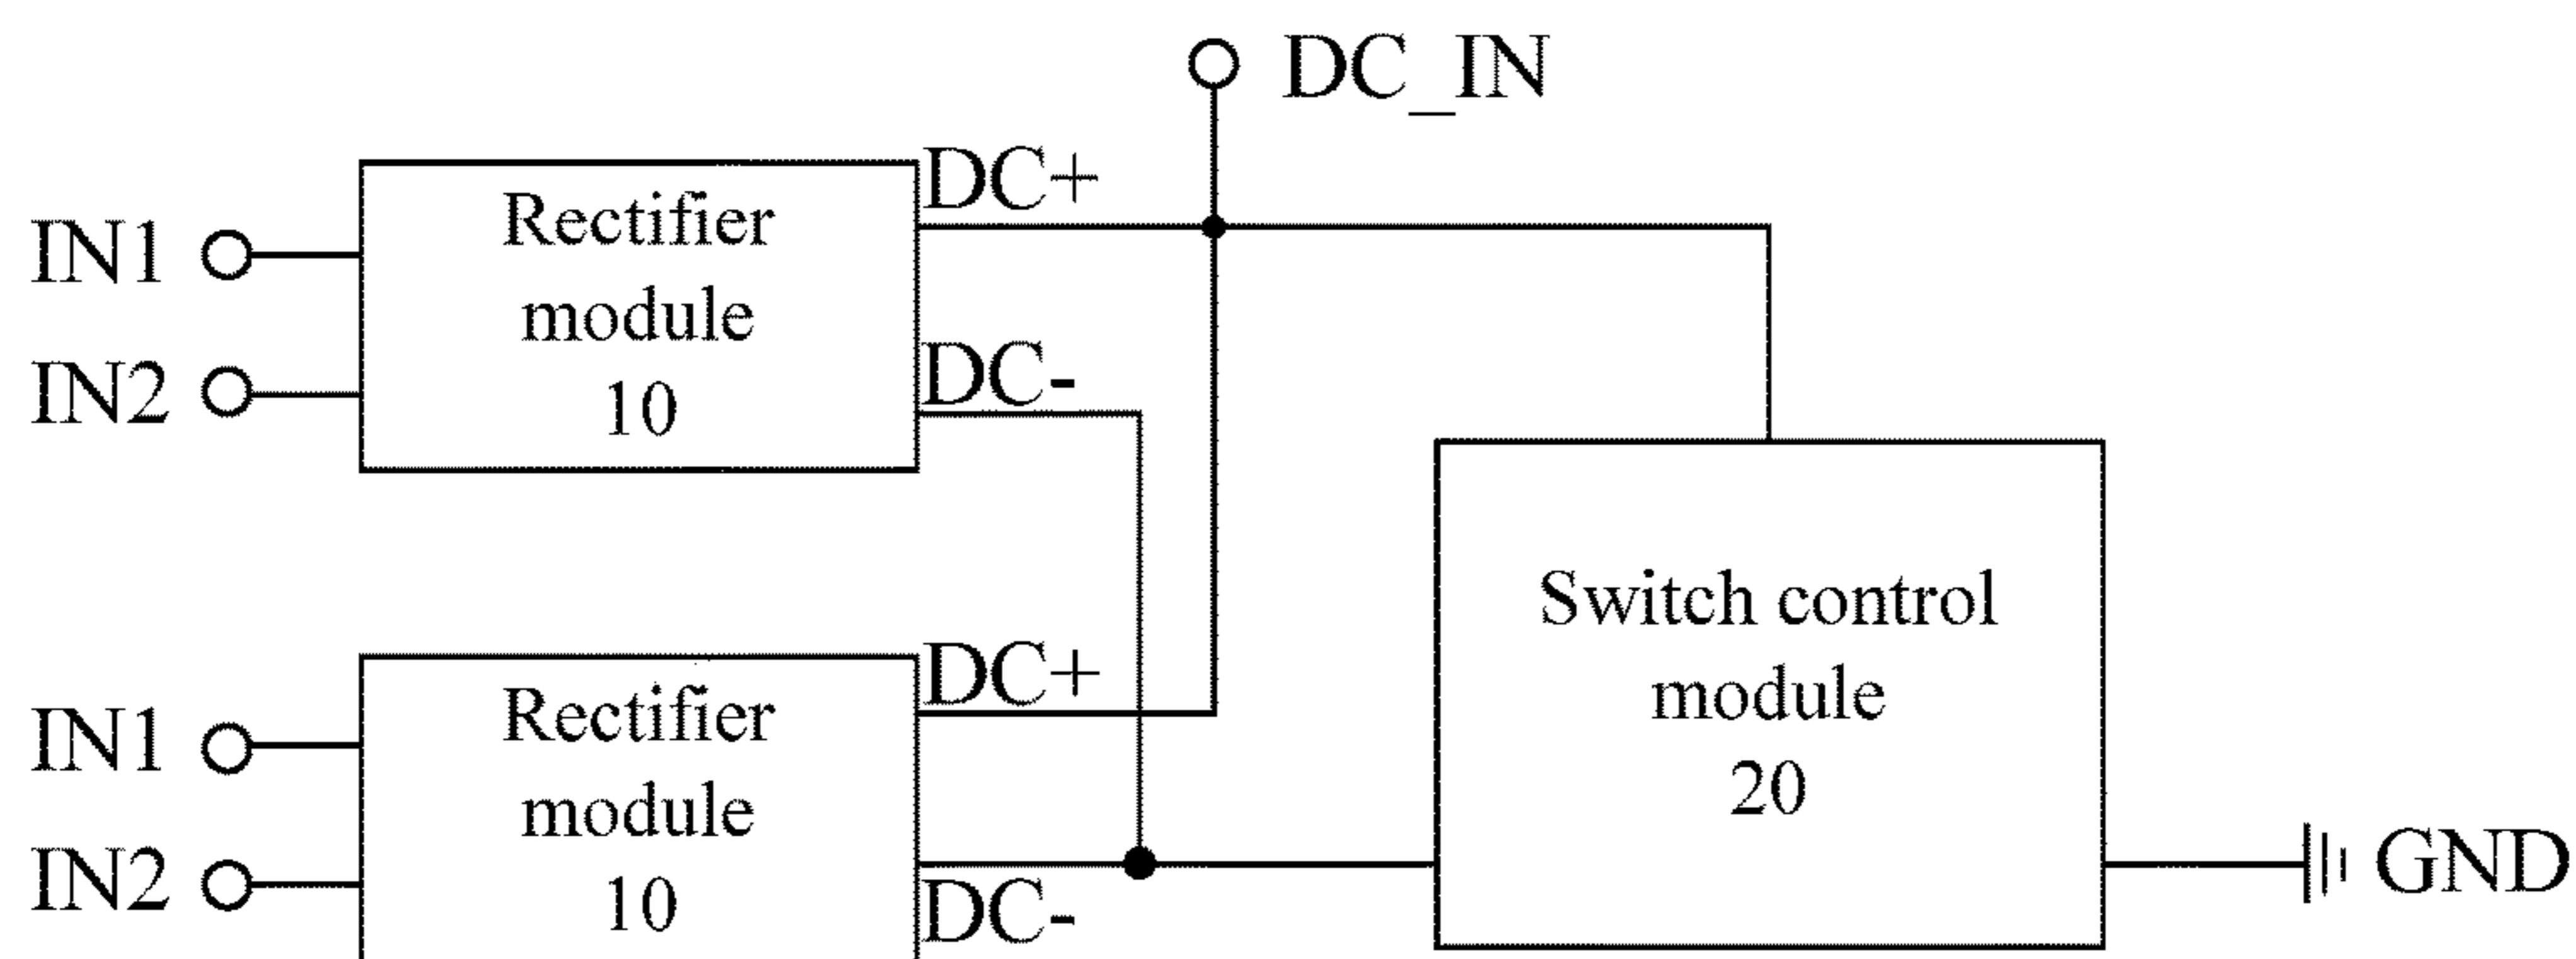 DC_IN
DC+
Rectifier
module
10
IN1
IN2
DC-
Switch control
module
20
DC+
Rectifier
module
10
IN1
IN2
DC-
GND